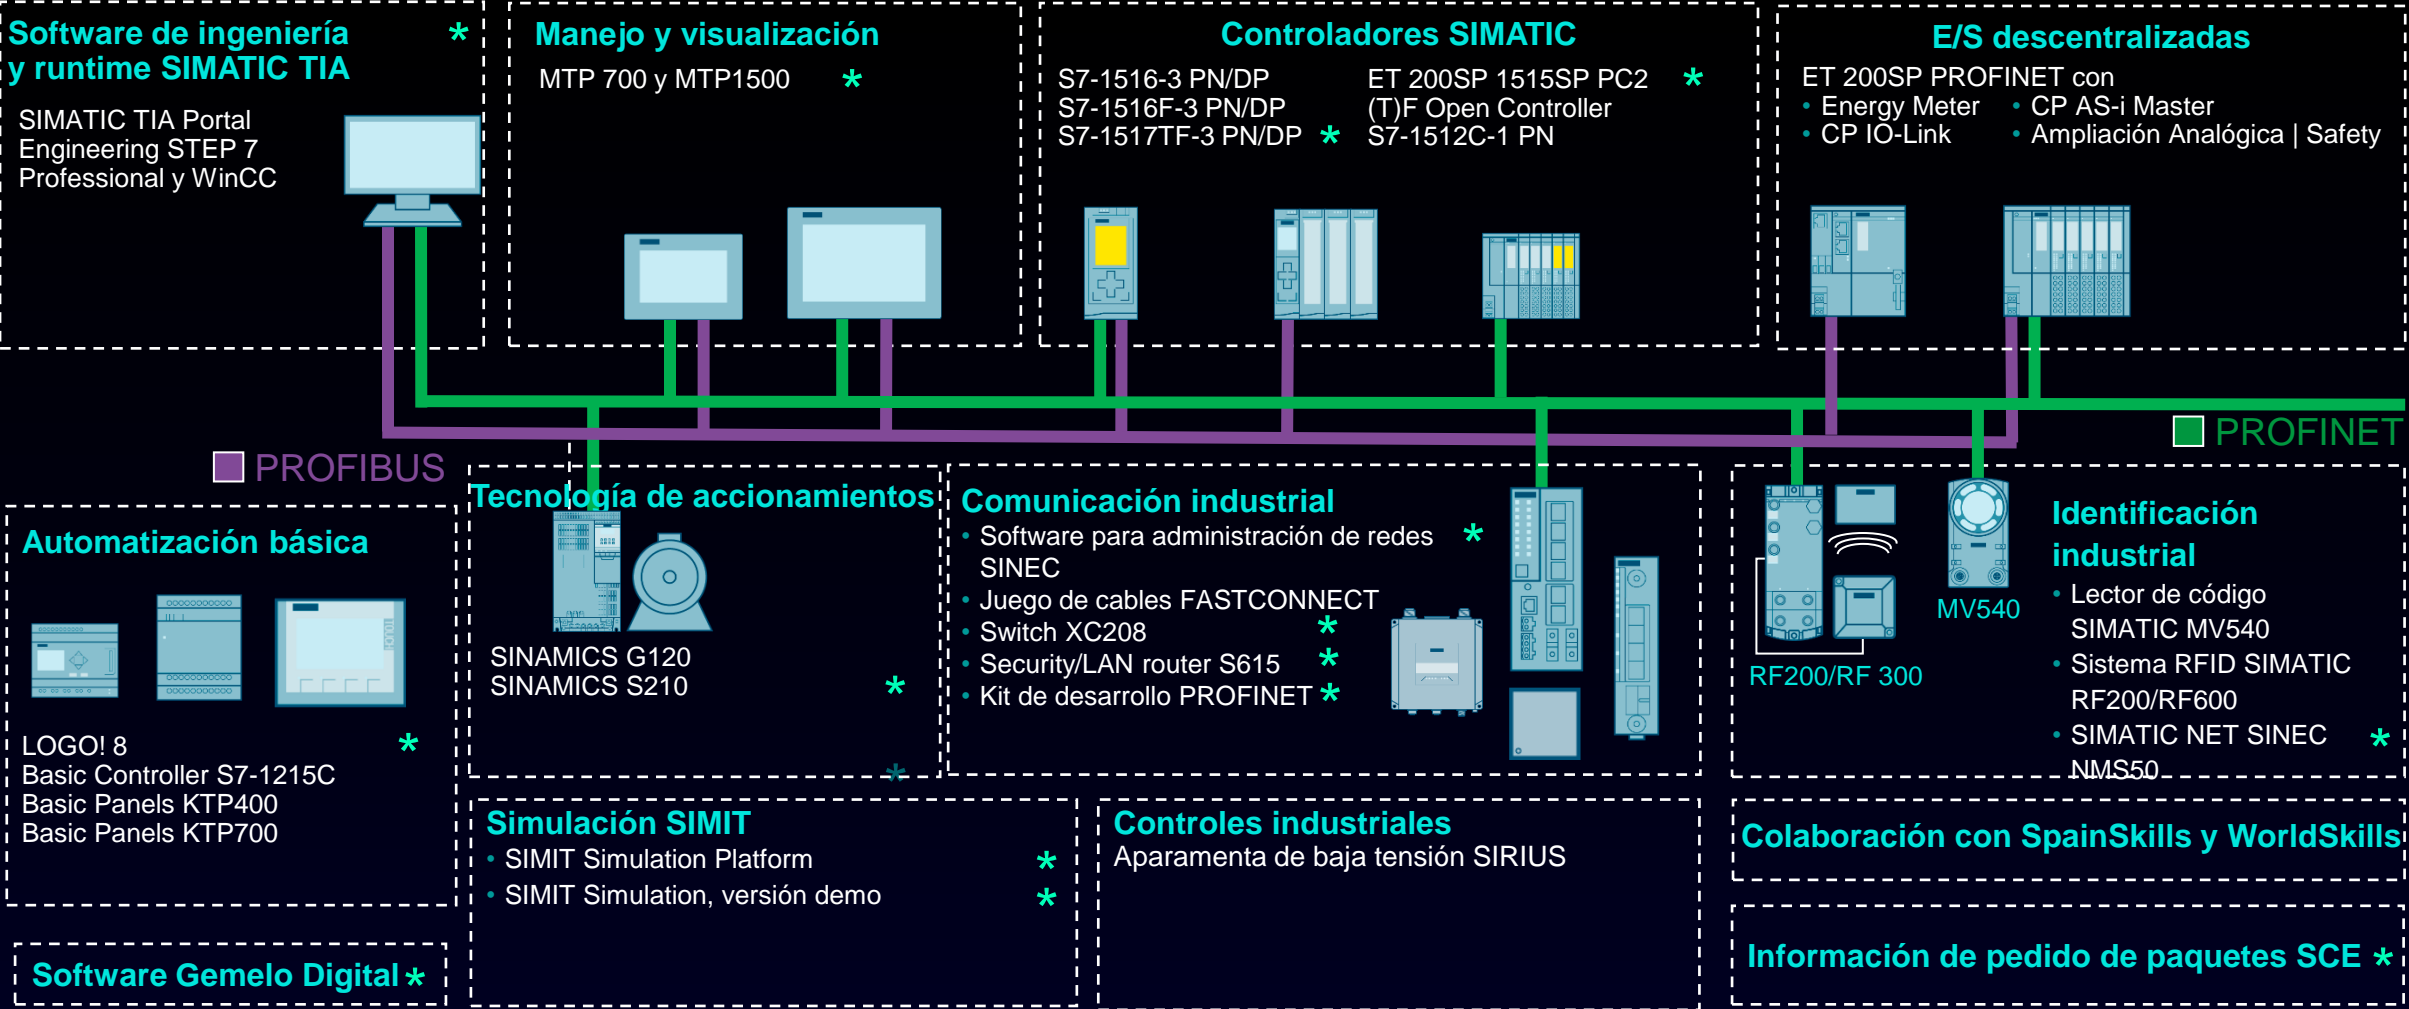 Software de ingeniería *
y runtime SIMATIC TIA
SIMATIC TIA Portal
Engineering STEP 7
Professional y WinCC
Manejo y visualización
MTP 700 y MTP1500 *
Controladores SIMATIC
S7-1516-3 PN/DP
S7-1516F-3 PN/DP
S7-1517TF-3 PN/DP *
ET 200SP 1515SP PC2 *
(T)F Open Controller
S7-1512C-1 PN
E/S descentralizadas
ET 200SP PROFINET con
• Energy Meter
• CP IO-Link
• CP AS-i Master
• Ampliación Analógica | Safety
PROFINET
PROFIBUS
Automatización básica
LOGO! 8 *
Basic Controller S7-1215C
Basic Panels KTP400
Basic Panels KTP700
Tecnología de accionamientos
SINAMICS G120
SINAMICS S210 *
*
Comunicación industrial
• Software para administración de redes *
SINEC
• Juego de cables FASTCONNECT
• Switch XC208 *
• Security/LAN router S615 *
• Kit de desarrollo PROFINET *
RF200/RF 300
MV540
Identificación
industrial
• Lector de código
SIMATIC MV540
• Sistema RFID SIMATIC
RF200/RF600
• SIMATIC NET SINEC *
NMS50
Simulación SIMIT
• SIMIT Simulation Platform *
• SIMIT Simulation, versión demo *
Controles industriales
Aparamenta de baja tensión SIRIUS
Colaboración con SpainSkills y WorldSkills
Software Gemelo Digital *
Información de pedido de paquetes SCE *